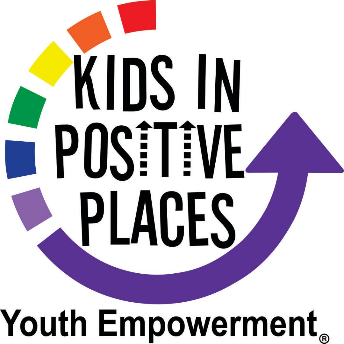 KIDS IN
POSITIVE
PLACES
Youth Empowerment®